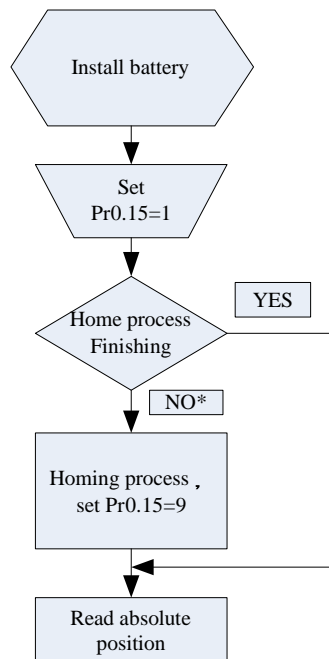 Install battery
Set
Pr0.15=1
Home process
Finishing
YES
NO*
Homing process，
set Pr0.15=9
Read absolute
position